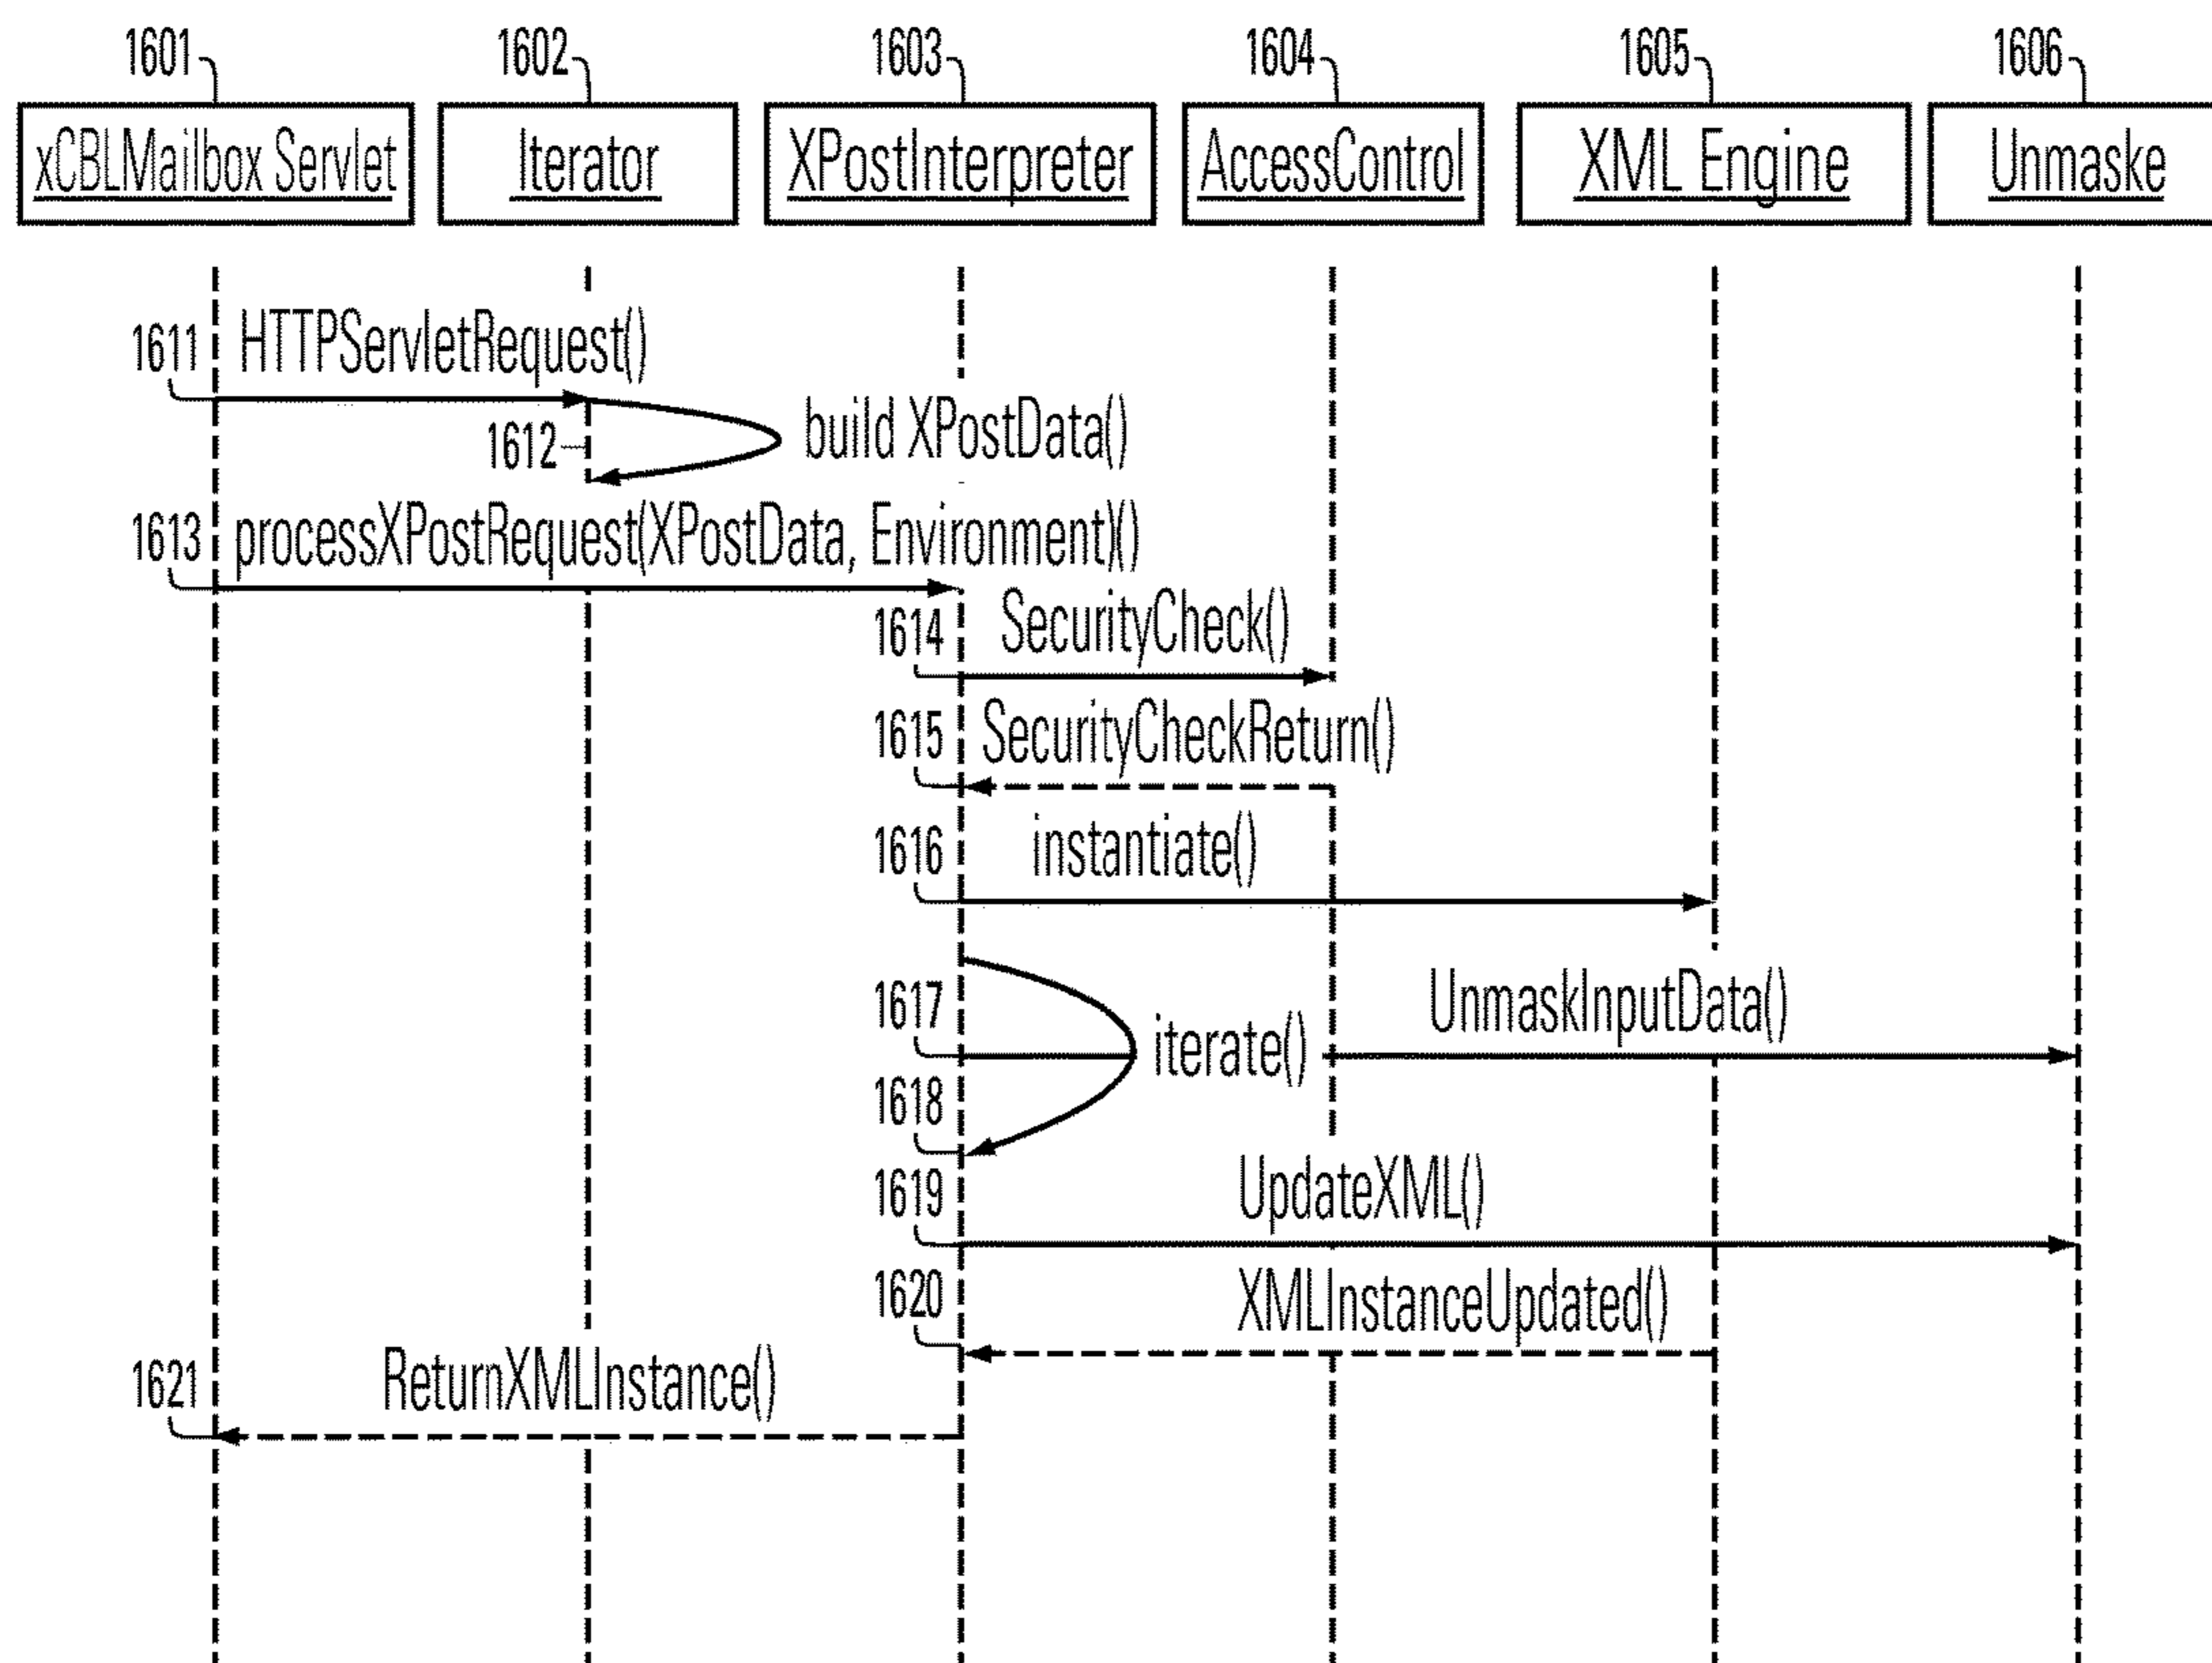 1601 1602 1603 1604 1605 1606
xCBLMailbox Servlet Iterator XPostInterpreter AccessControl XML Engine Unmaske
1611 HTTPServletRequest()
1612 build XPostData()
1613 processXPostRequest(XPostData, Environment)()
1614 SecurityCheck()
1615 SecurityCheckReturn()
1616 instantiate()
1617 UnmaskInputData()
iterate()
1618
1619 UpdateXML()
1620 XMLInstanceUpdated()
1621 ReturnXMLInstance()